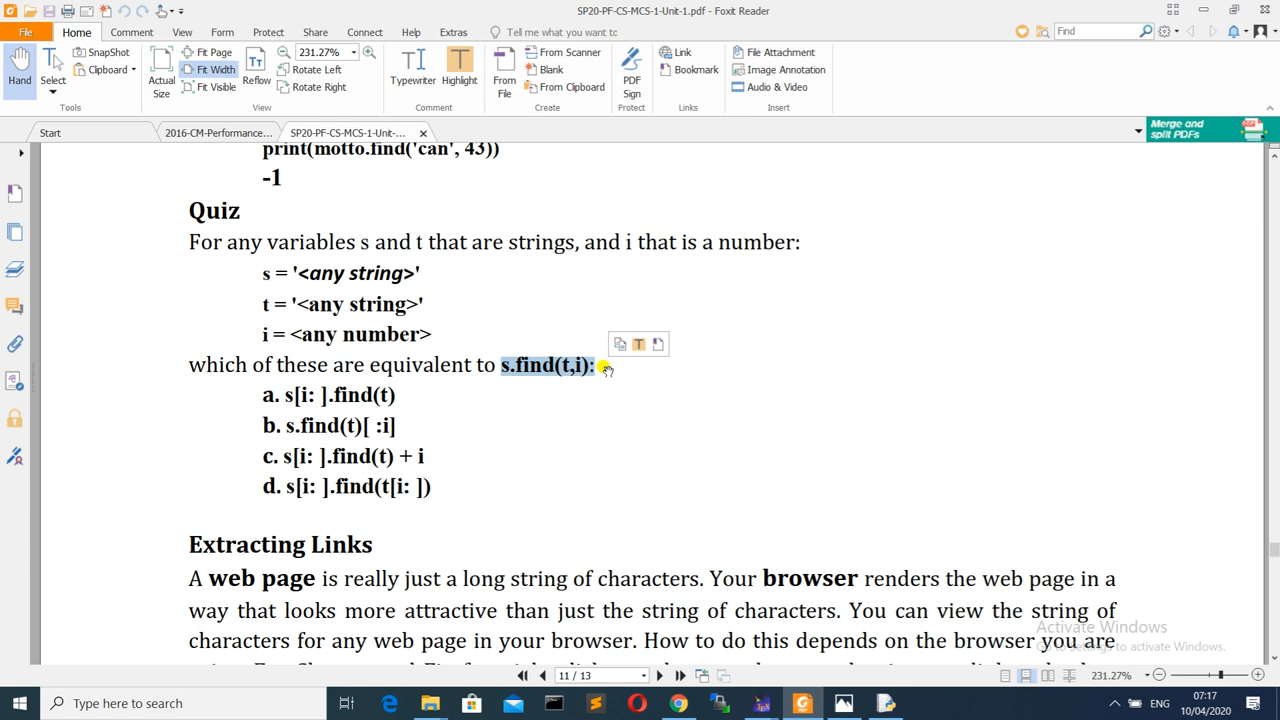 SP20-PF-CS-MCS-1-Unit-1.pdf - Foxit Reader
File Home Comment View Form Protect Share Connect Help Extras Tell me what you want to Find
Hand
Select
SnapShot
Clipboard
Tools
Actual Size
Fit Page
Fit Width
Fit Visible
Reflow
231.27%
Rotate Left
Rotate Right
View
Typewriter
Highlight
Comment
From File
From Scanner
Blank
From Clipboard
Create
PDF Sign
Protect
Link
Bookmark
Links
File Attachment
Image Annotation
Audio & Video
Insert
Start 2016-CM-Performance... SP20-PF-CS-MCS-1-Unit-...
Merge and split PDFs
print(motto.find('can', 43))
-1
Quiz
For any variables s and t that are strings, and i that is a number:
s = '<any string>'
t = '<any string>'
i = <any number>
which of these are equivalent to s.find(t,i):
a. s[i: ].find(t)
b. s.find(t)[ :i]
c. s[i: ].find(t) + i
d. s[i: ].find(t[i: ])
Extracting Links
A web page is really just a long string of characters. Your browser renders the web page in a
way that looks more attractive than just the string of characters. You can view the string of
characters for any web page in your browser. How to do this depends on the browser you are
Activate Windows
Go to Settings to activate Windows.
11 / 13 231.27%
Type here to search
ENG
07:17
10/04/2020